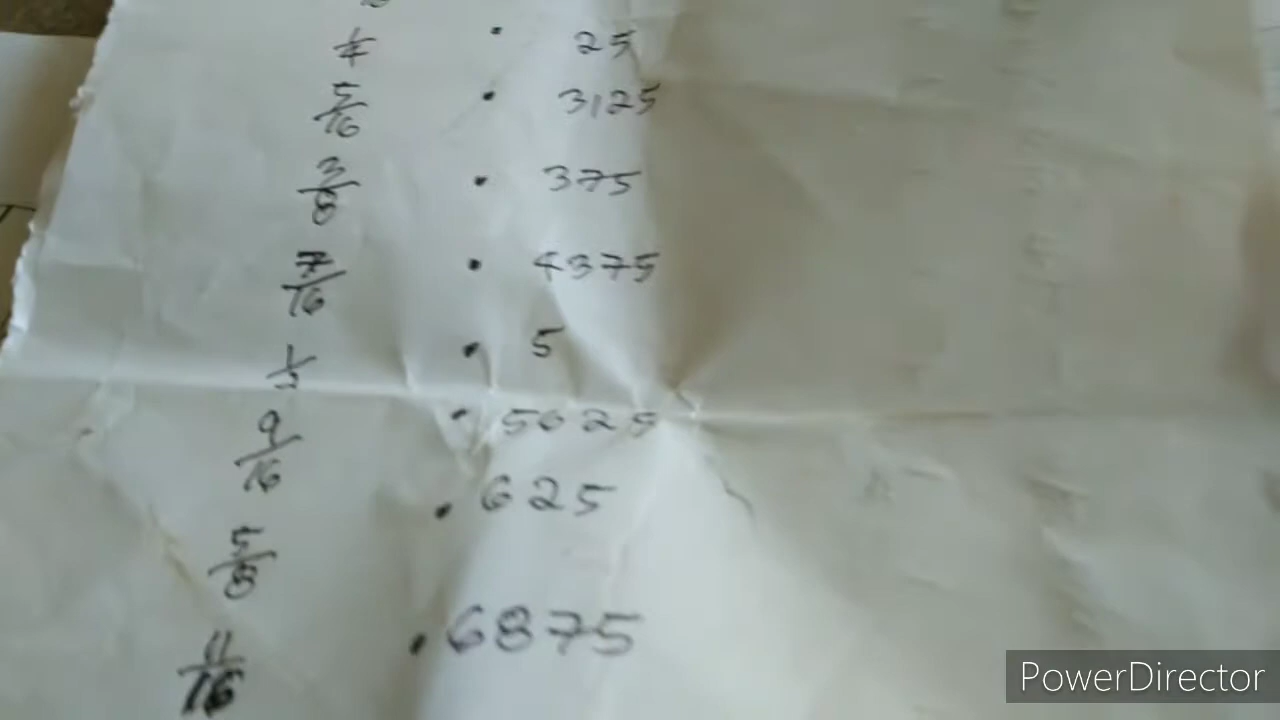 1/4 . 25
5/16 . 3125
3/8 . 375
7/16 . 4375
1/2 . 5
9/16 . 5625
5/8 . 625
11/16 . 6875
PowerDirector